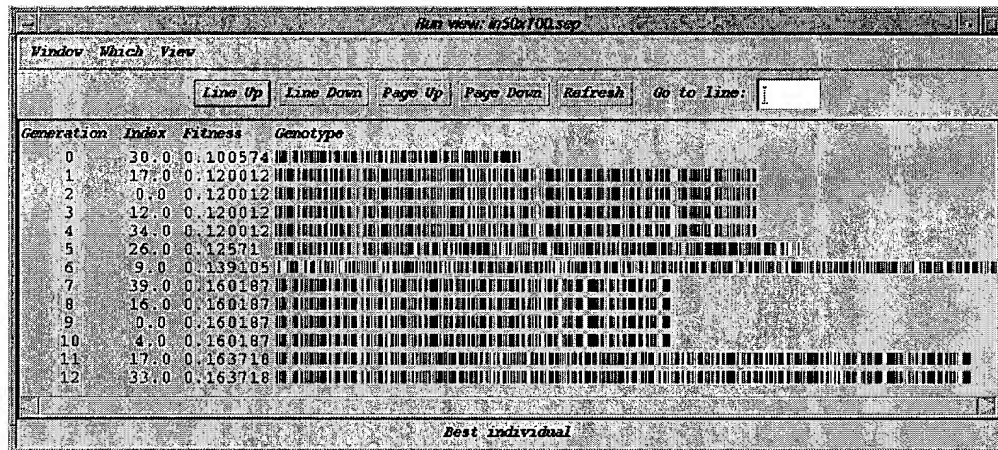 Run view: in50x100.sep
Window Which View
Line Up Line Down Page Up Page Down Refresh Go to line:
Generation Index Fitness Genotype
0 30.0 0.100574
1 17.0 0.120012
2 0.0 0.120012
3 12.0 0.120012
4 34.0 0.120012
5 26.0 0.12571
6 9.0 0.139105
7 39.0 0.160187
8 16.0 0.160187
9 0.0 0.160187
10 4.0 0.160187
11 17.0 0.163718
12 33.0 0.163718
Best individual